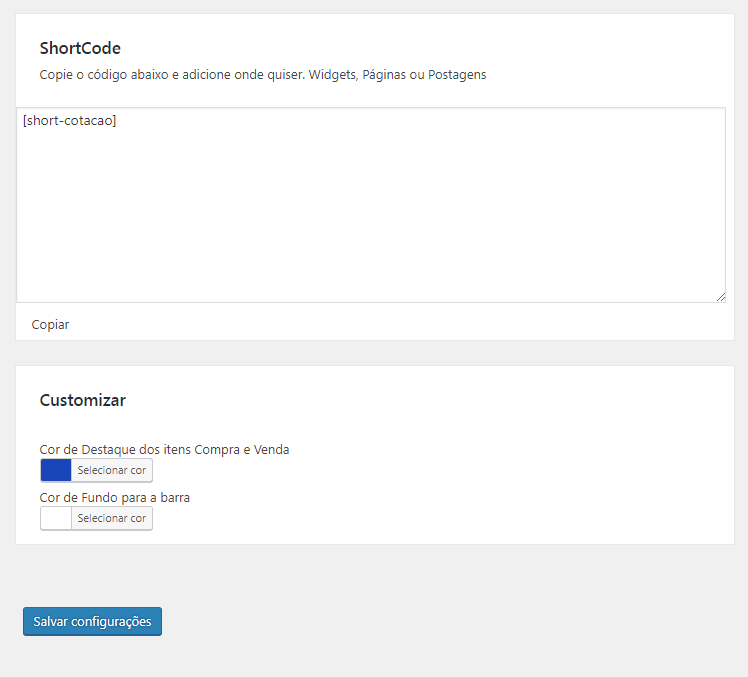 ShortCode
Copie o código abaixo e adicione onde quiser. Widgets, Páginas ou Postagens
[short-cotacao]
Copiar
Customizar
Cor de Destaque dos itens Compra e Venda
Selecionar cor
Cor de Fundo para a barra
Selecionar cor
Salvar configurações